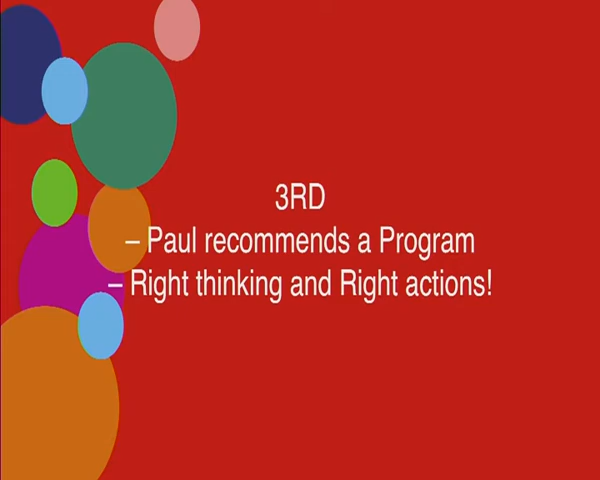 3RD
– Paul recommends a Program
– Right thinking and Right actions!